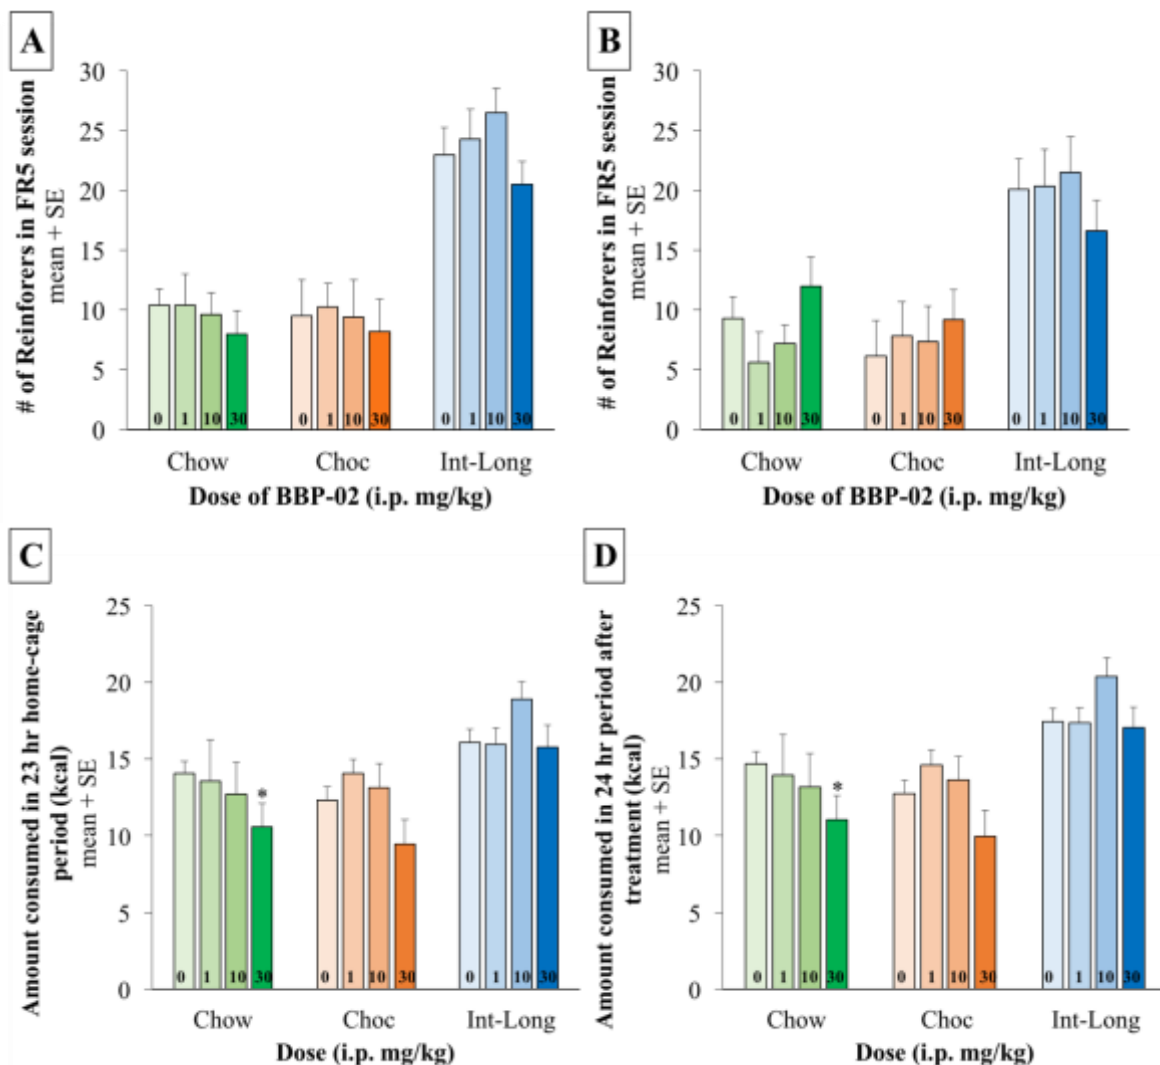 A
# of Reinforers in FR5 session
mean + SE
30
25
20
15
10
5
0
0 1 10 30
0 1 10 30
0 1 10 30
Chow Choc Int-Long
Dose of BBP-02 (i.p. mg/kg)
B
# of Reinforers in FR5 session
mean + SE
30
25
20
15
10
5
0
0 1 10 30
0 1 10 30
0 1 10 30
Chow Choc Int-Long
Dose of BBP-02 (i.p. mg/kg)
C
Amount consumed in 23 hr home-cage
period (kcal)
mean + SE
25
20
15
10
5
0
*
0 1 10 30
0 1 10 30
0 1 10 30
Chow Choc Int-Long
Dose (i.p. mg/kg)
D
Amount consumed in 24 hr period after
treatment (kcal)
mean + SE
25
20
15
10
5
0
*
0 1 10 30
0 1 10 30
0 1 10 30
Chow Choc Int-Long
Dose (i.p. mg/kg)